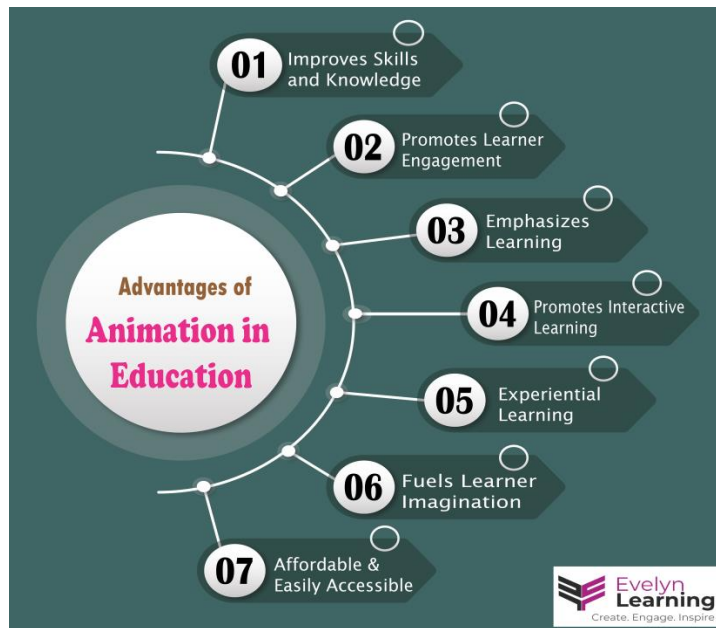 Advantages of
Animation in
Education
01
Improves Skills
and Knowledge
02
Promotes Learner
Engagement
03
Emphasizes
Learning
04
Promotes Interactive
Learning
05
Experiential
Learning
06
Fuels Learner
Imagination
07
Affordable &
Easily Accessible
Evelyn
Learning
Create. Engage. Inspire